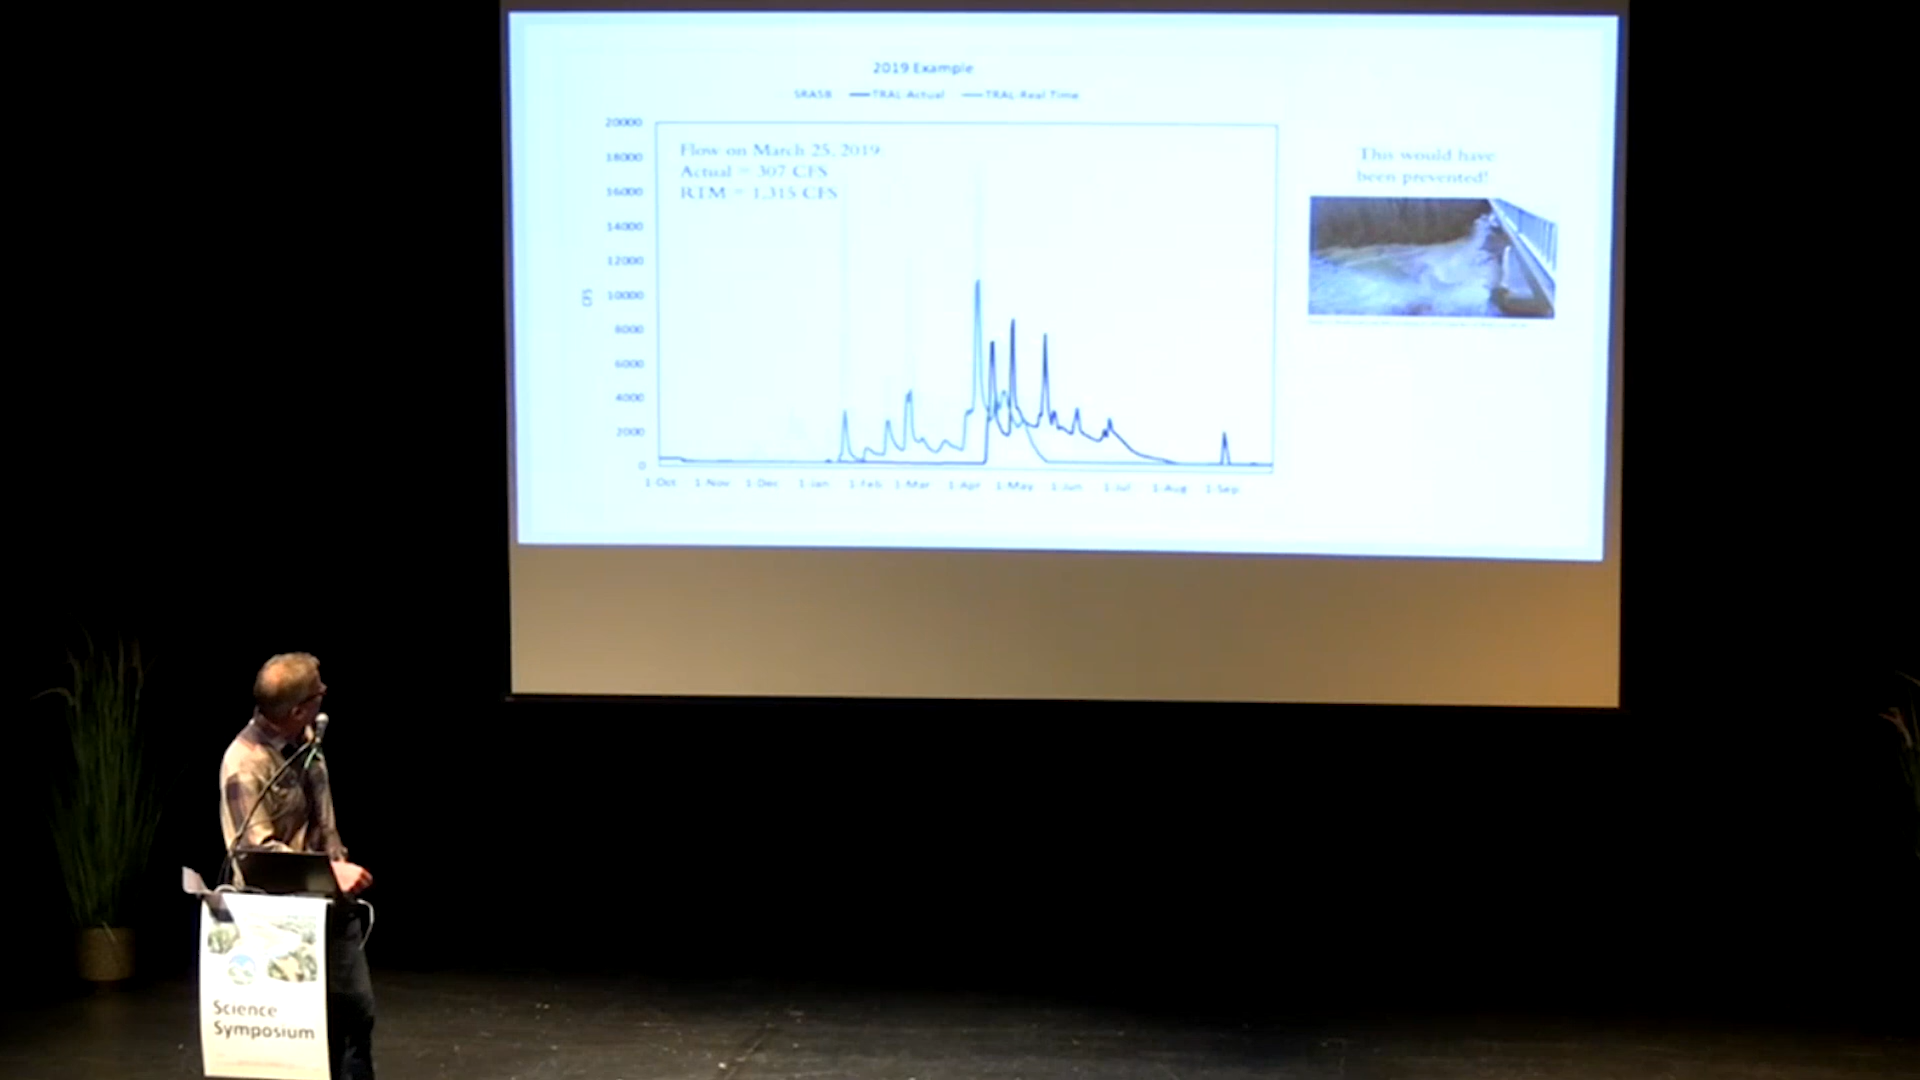 2019 Example
SRASB TRAL-Actual TRAL-Real Time
20000
18000
16000
14000
12000
10000
8000
6000
4000
2000
0
CFS
Flow on March 25, 2019
Actual = 307 CFS
RTM = 1,315 CFS
1-Oct 1-Nov 1-Dec 1-Jan 1-Feb 1-Mar 1-Apr 1-May 1-Jun 1-Jul 1-Aug 1-Sep
This would have
been prevented!
Science
Symposium